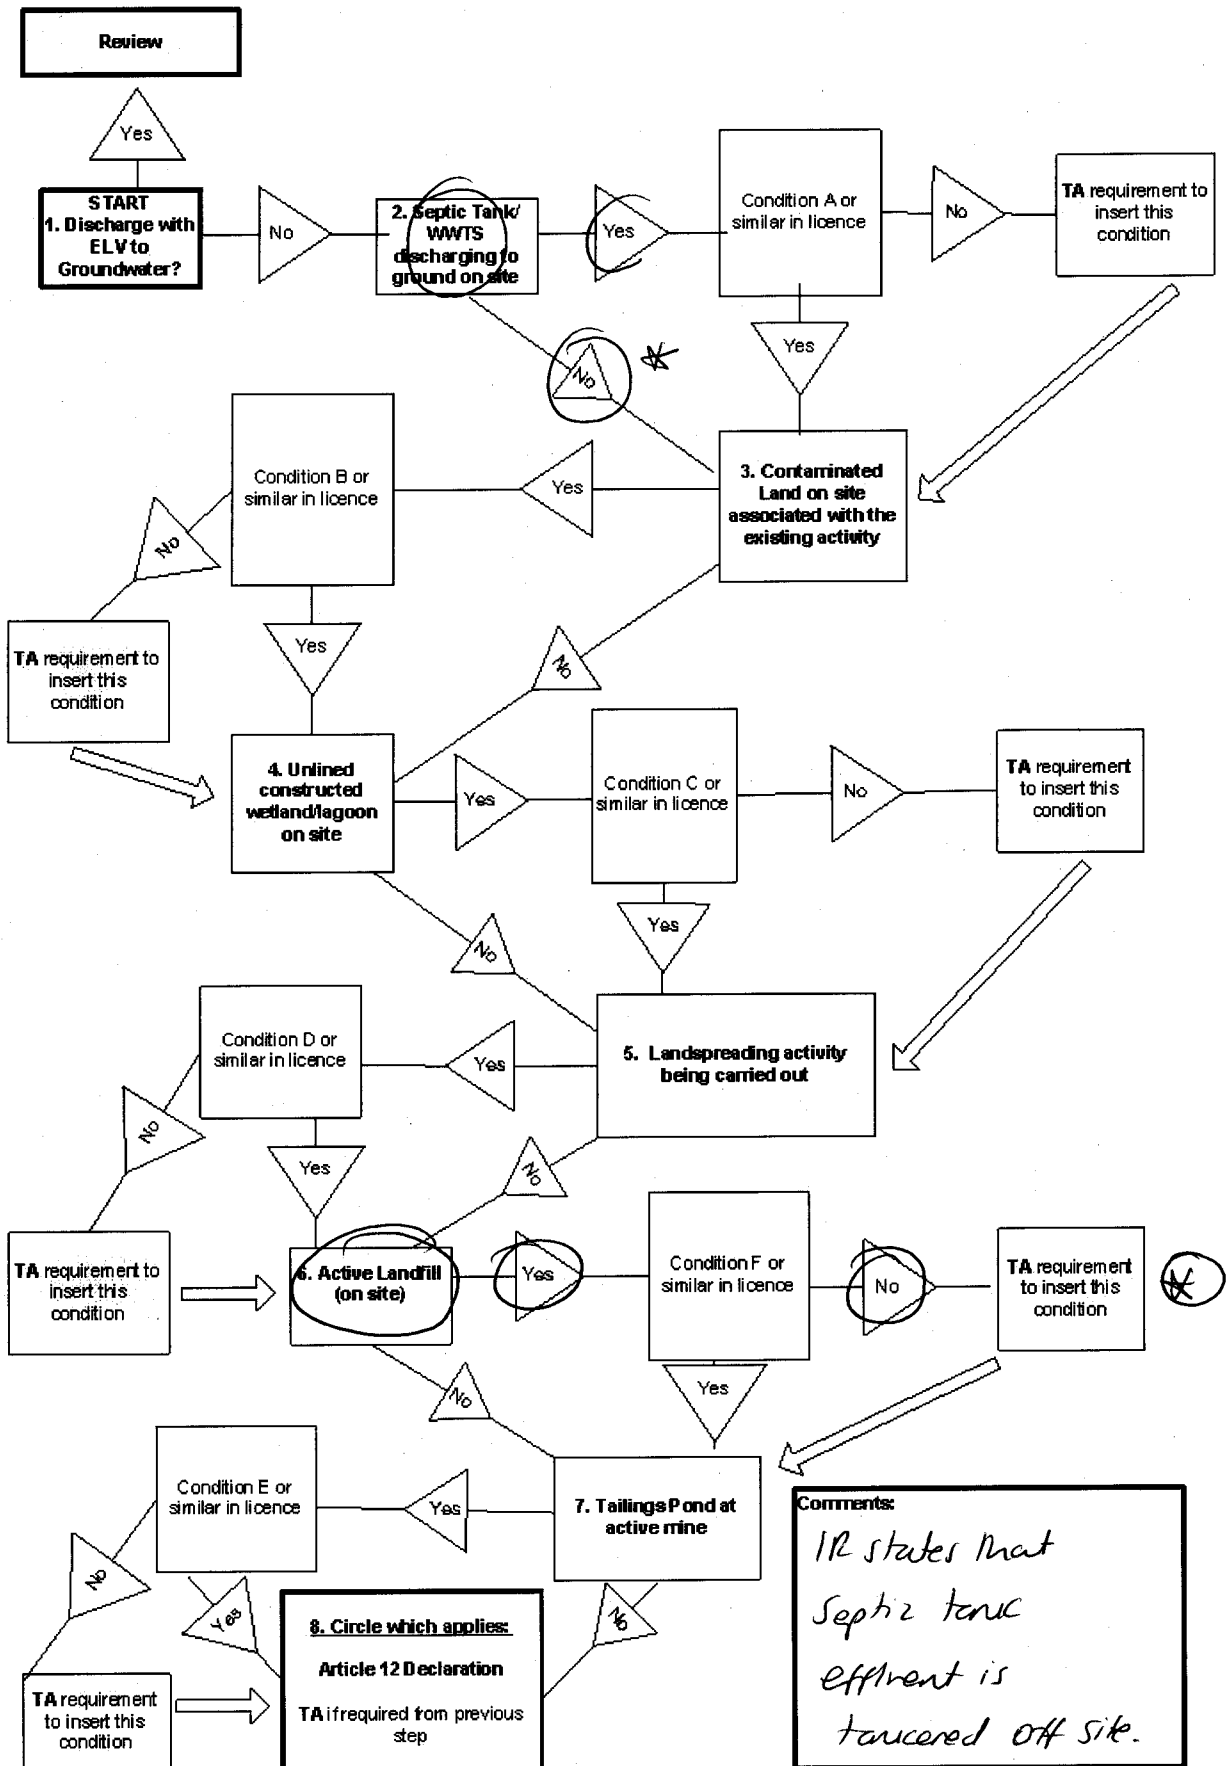 Review
Yes
START
1. Discharge with
ELV to
Groundwater?
No
2. Septic Tank/
WWTS
discharging to
ground on site
Yes
Condition A or
similar in licence
No
TA requirement to
insert this
condition
Yes
No
3. Contaminated
Land on site
associated with the
existing activity
Yes
Condition B or
similar in licence
No
TA requirement to
insert this
condition
Yes
No
4. Unlined
constructed
wetland/lagoon
on site
Yes
Condition C or
similar in licence
No
TA requirement
to insert this
condition
Yes
No
5. Landspreading activity
being carried out
Yes
Condition D or
similar in licence
No
TA requirement to
insert this
condition
Yes
No
6. Active Landfill
(on site)
Yes
Condition F or
similar in licence
No
TA requirement
to insert this
condition
Yes
No
7. Tailings Pond at
active mine
Yes
Condition E or
similar in licence
No
TA requirement
to insert this
condition
Yes
No
8. Circle which applies:
Article 12 Declaration
TA if required from previous
step
Comments:
IR states that
Septic tank
effluent is
tankered off site.